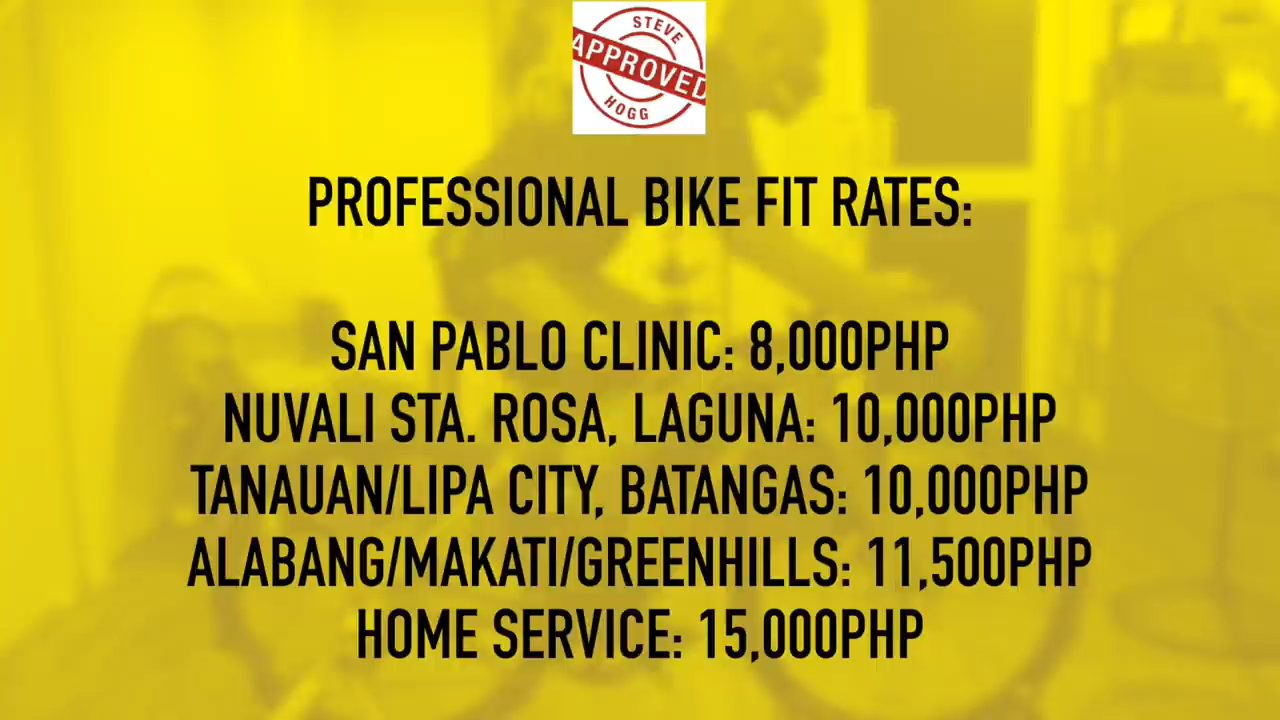 STEVE
APPROVED
HOGG
PROFESSIONAL BIKE FIT RATES:
SAN PABLO CLINIC: 8,000PHP
NUVALI STA. ROSA, LAGUNA: 10,000PHP
TANAUAN/LIPA CITY, BATANGAS: 10,000PHP
ALABANG/MAKATI/GREENHILLS: 11,500PHP
HOME SERVICE: 15,000PHP